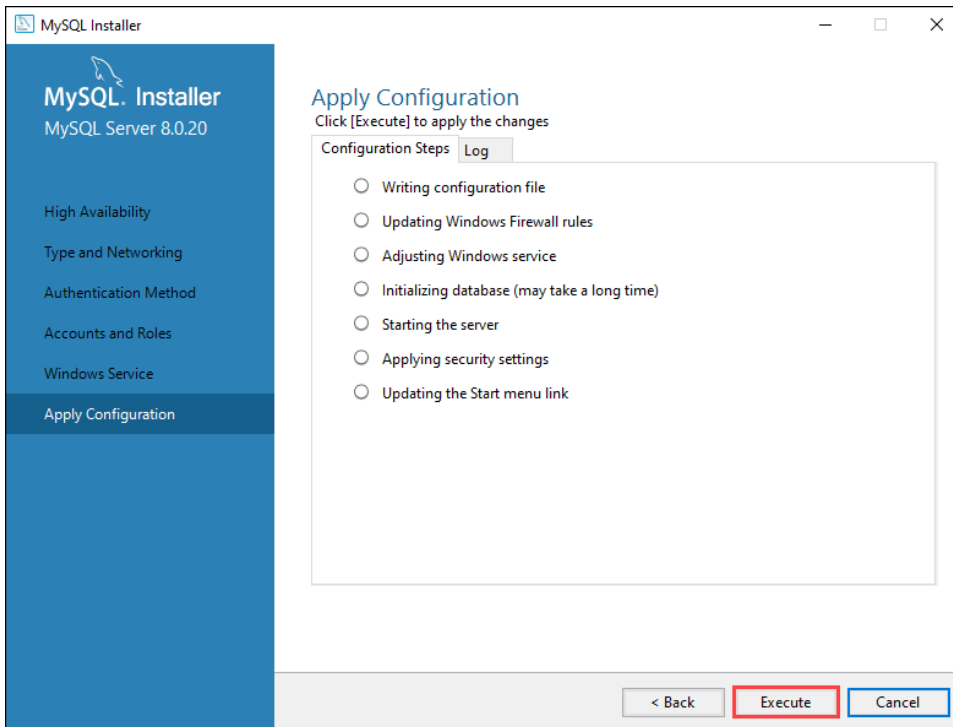 MySQL Installer
MySQL. Installer
MySQL Server 8.0.20
High Availability
Type and Networking
Authentication Method
Accounts and Roles
Windows Service
Apply Configuration
Apply Configuration
Click [Execute] to apply the changes
Configuration Steps
Log
Writing configuration file
Updating Windows Firewall rules
Adjusting Windows service
Initializing database (may take a long time)
Starting the server
Applying security settings
Updating the Start menu link
< Back
Execute
Cancel